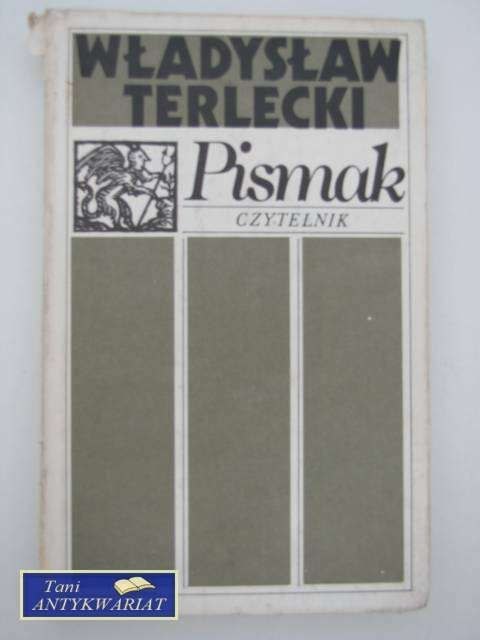 WŁADYSŁAW
TERLECKI
Pismak
CZYTELNIK
Tani
ANTYKWARIAT